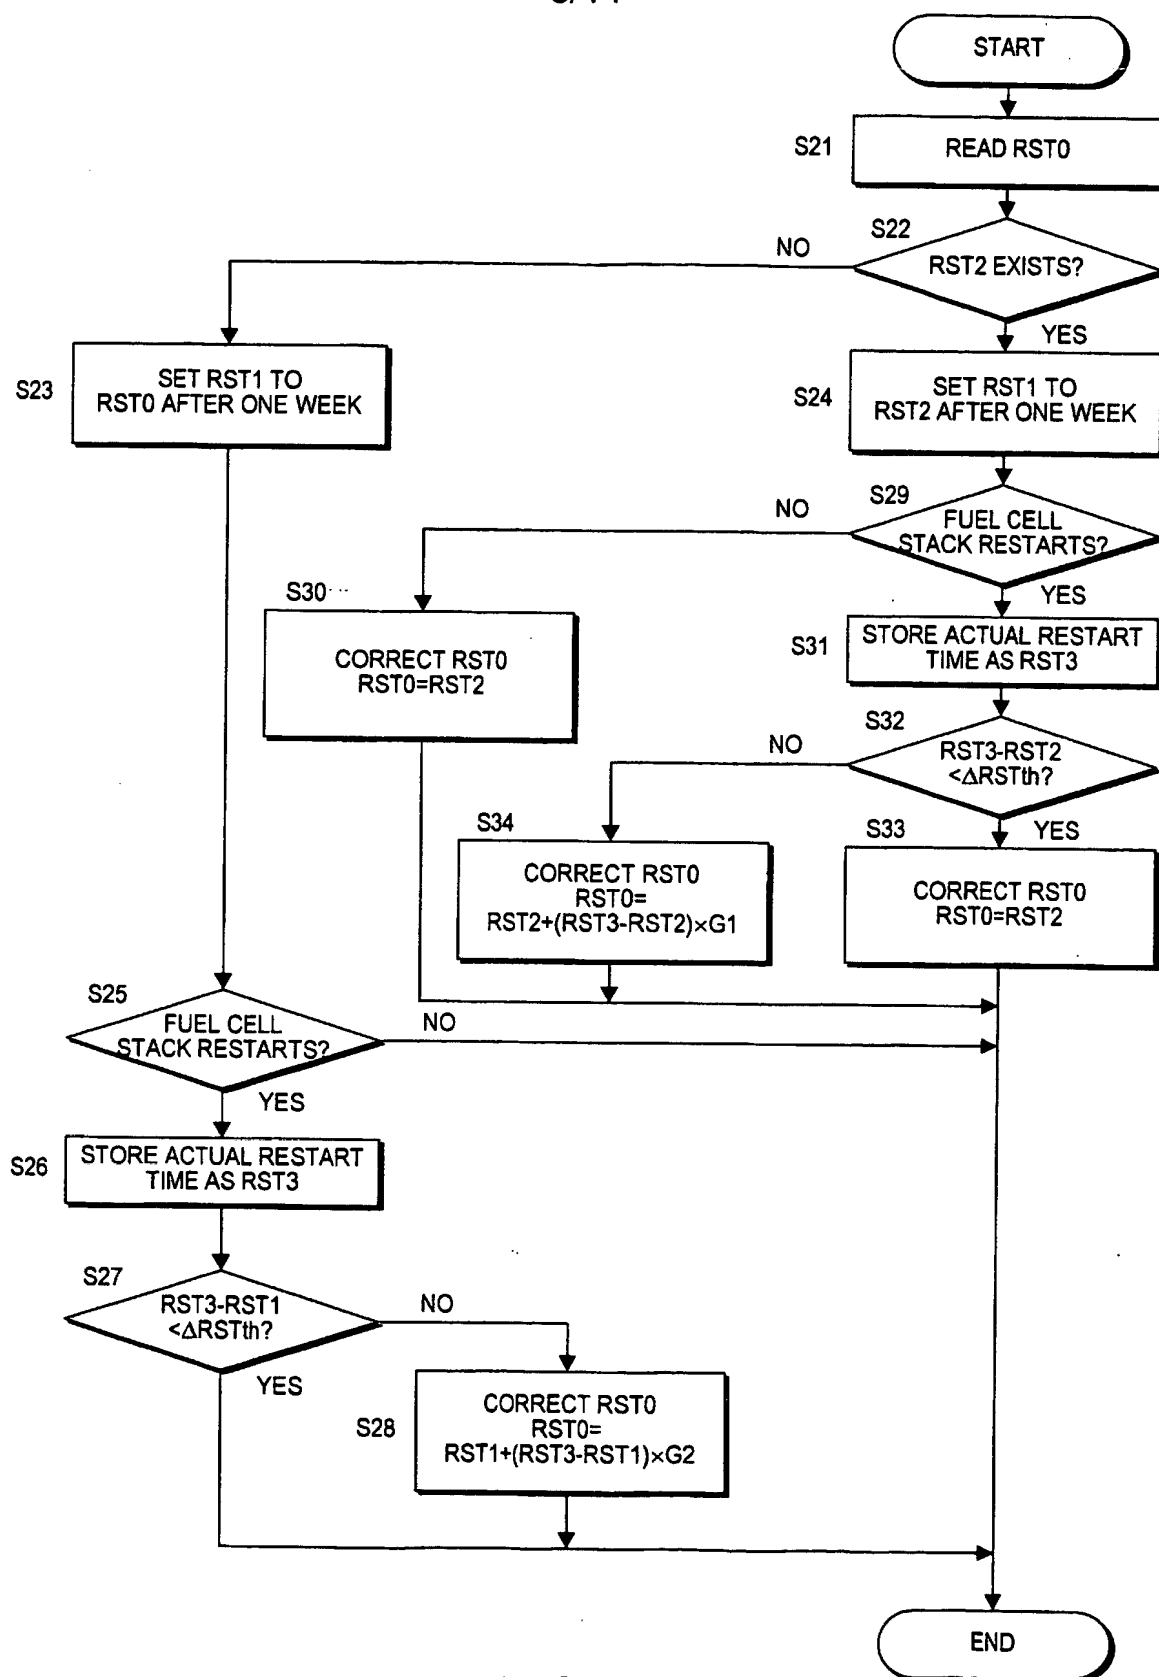 START
S21
READ RST0
S22
NO
RST2 EXISTS?
YES
S23
SET RST1 TO
RST0 AFTER ONE WEEK
S24
SET RST1 TO
RST2 AFTER ONE WEEK
S29
NO
FUEL CELL
STACK RESTARTS?
YES
S30
CORRECT RST0
RST0=RST2
S31
STORE ACTUAL RESTART
TIME AS RST3
S32
NO
RST3-RST2
<ΔRSTth?
YES
S34
CORRECT RST0
RST0=
RST2+(RST3-RST2)×G1
S33
CORRECT RST0
RST0=RST2
S25
FUEL CELL
STACK RESTARTS?
NO
YES
S26
STORE ACTUAL RESTART
TIME AS RST3
S27
RST3-RST1
<ΔRSTth?
NO
YES
S28
CORRECT RST0
RST0=
RST1+(RST3-RST1)×G2
END